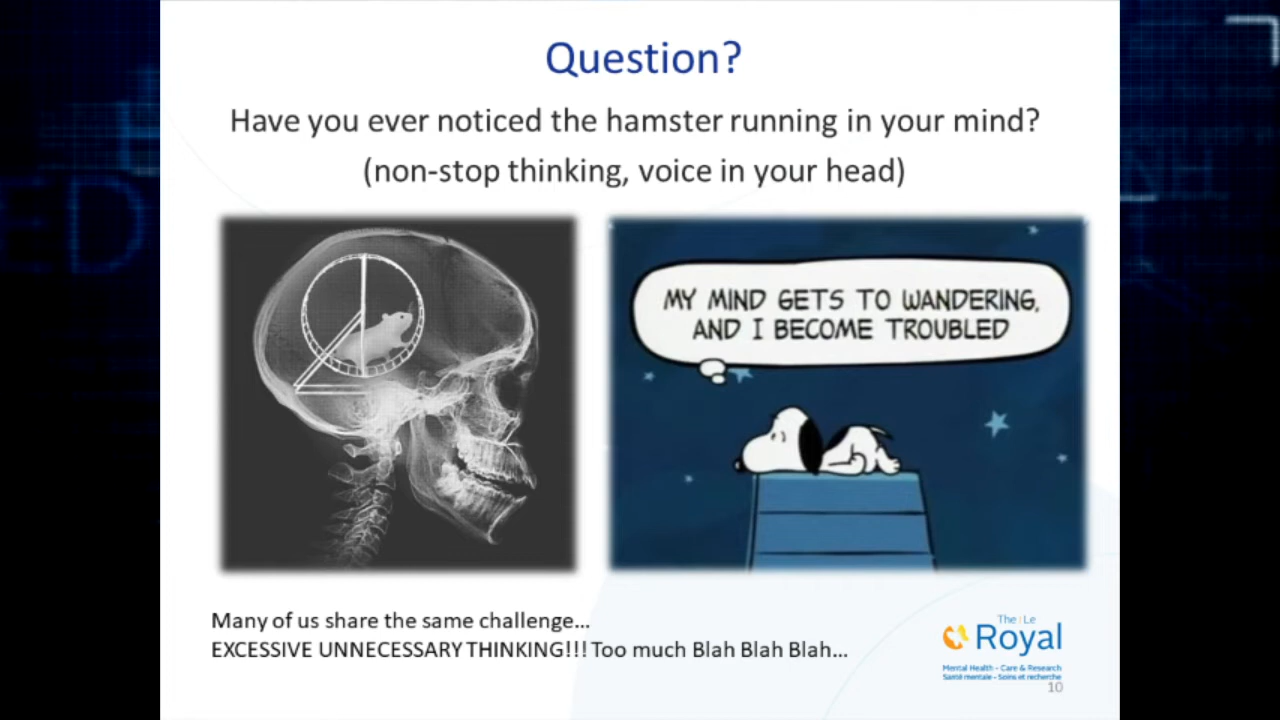 Question?
Have you ever noticed the hamster running in your mind?
(non-stop thinking, voice in your head)
MY MIND GETS TO WANDERING,
AND I BECOME TROUBLED
Many of us share the same challenge...
EXCESSIVE UNNECESSARY THINKING!!! Too much Blah Blah Blah...
The Le
Royal
Mental Health - Care & Research
Santé mentale - Soins et recherche
10